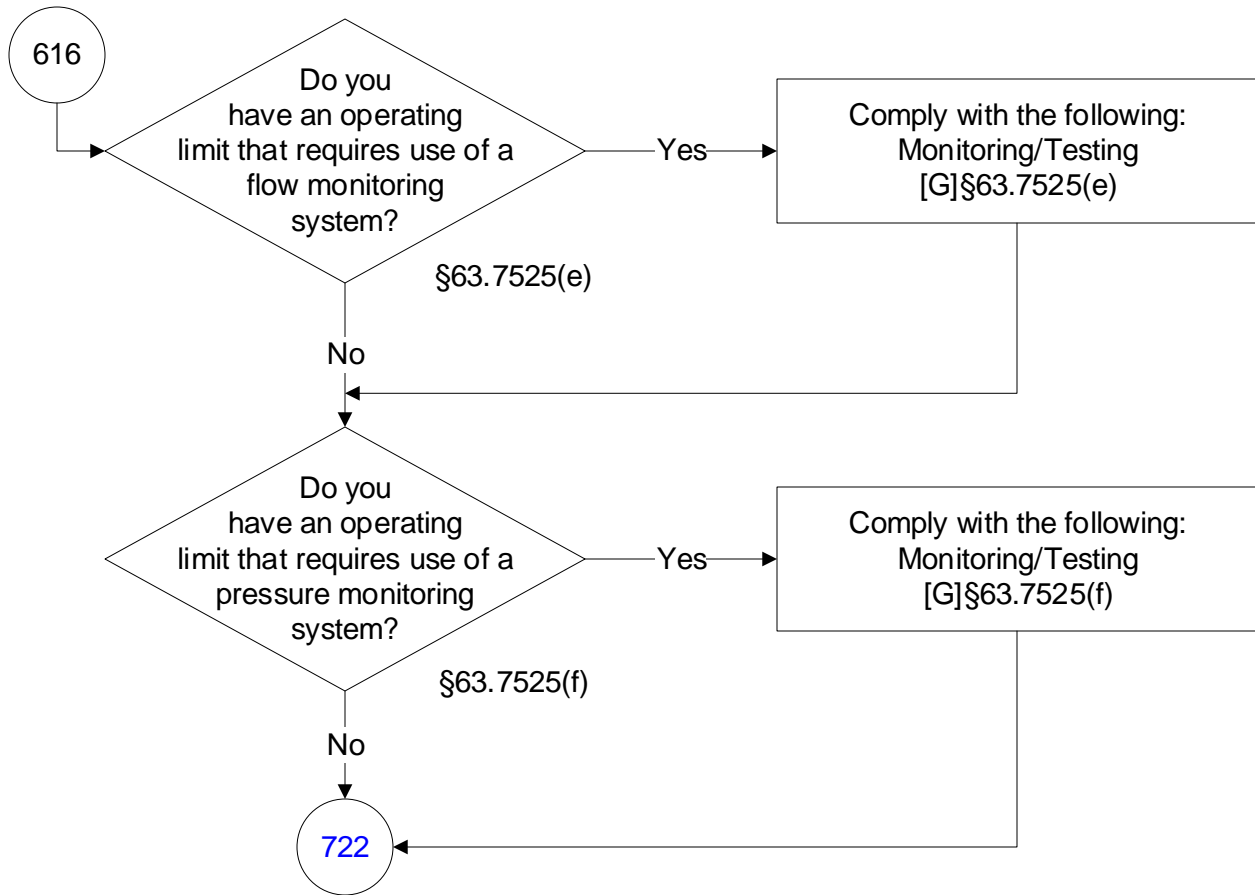 616
Do you
have an operating
limit that requires use of a
flow monitoring
system?
Yes
Comply with the following:
Monitoring/Testing
[G]§63.7525(e)
§63.7525(e)
No
Do you
have an operating
limit that requires use of a
pressure monitoring
system?
Yes
Comply with the following:
Monitoring/Testing
[G]§63.7525(f)
§63.7525(f)
No
722